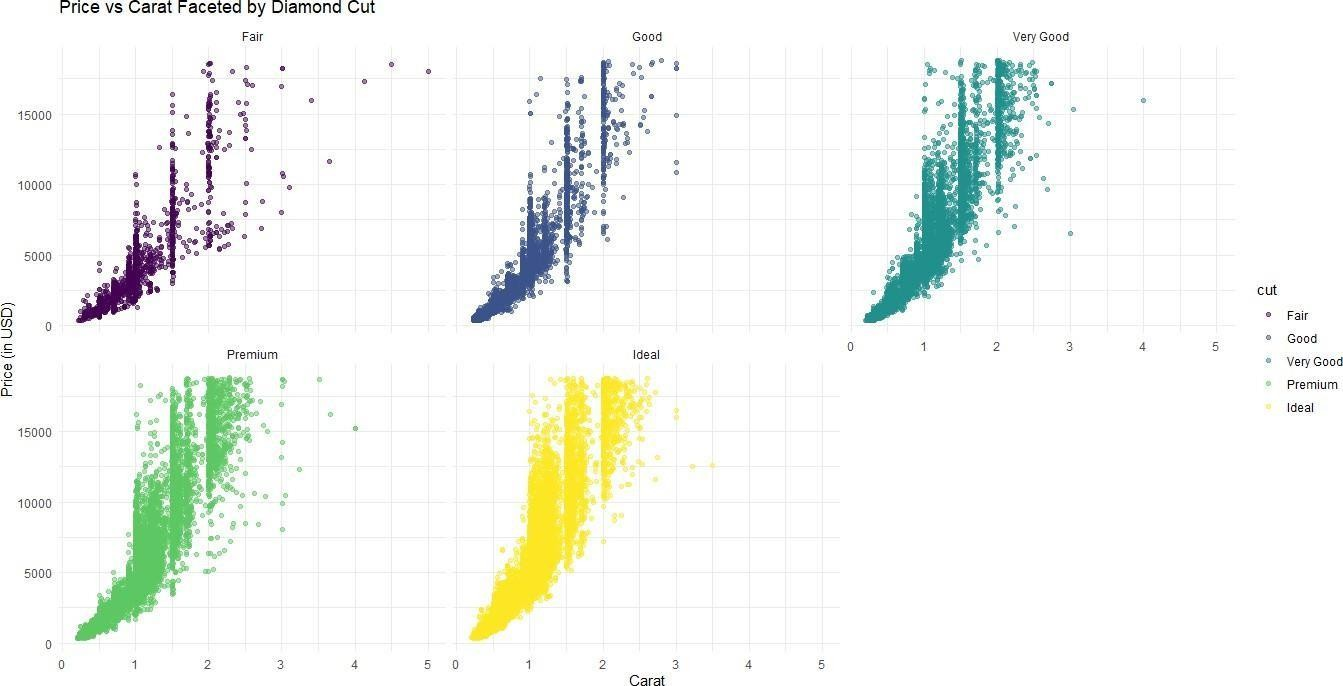 Price vs Carat Faceted by Diamond Cut
Fair
Good
Very Good
15000
10000
5000
0
0 1 2 3 4 5
Price (in USD)
Premium
Ideal
15000
10000
5000
0
0 1 2 3 4 5
0 1 2 3 4 5
Carat
cut
Fair
Good
Very Good
Premium
Ideal